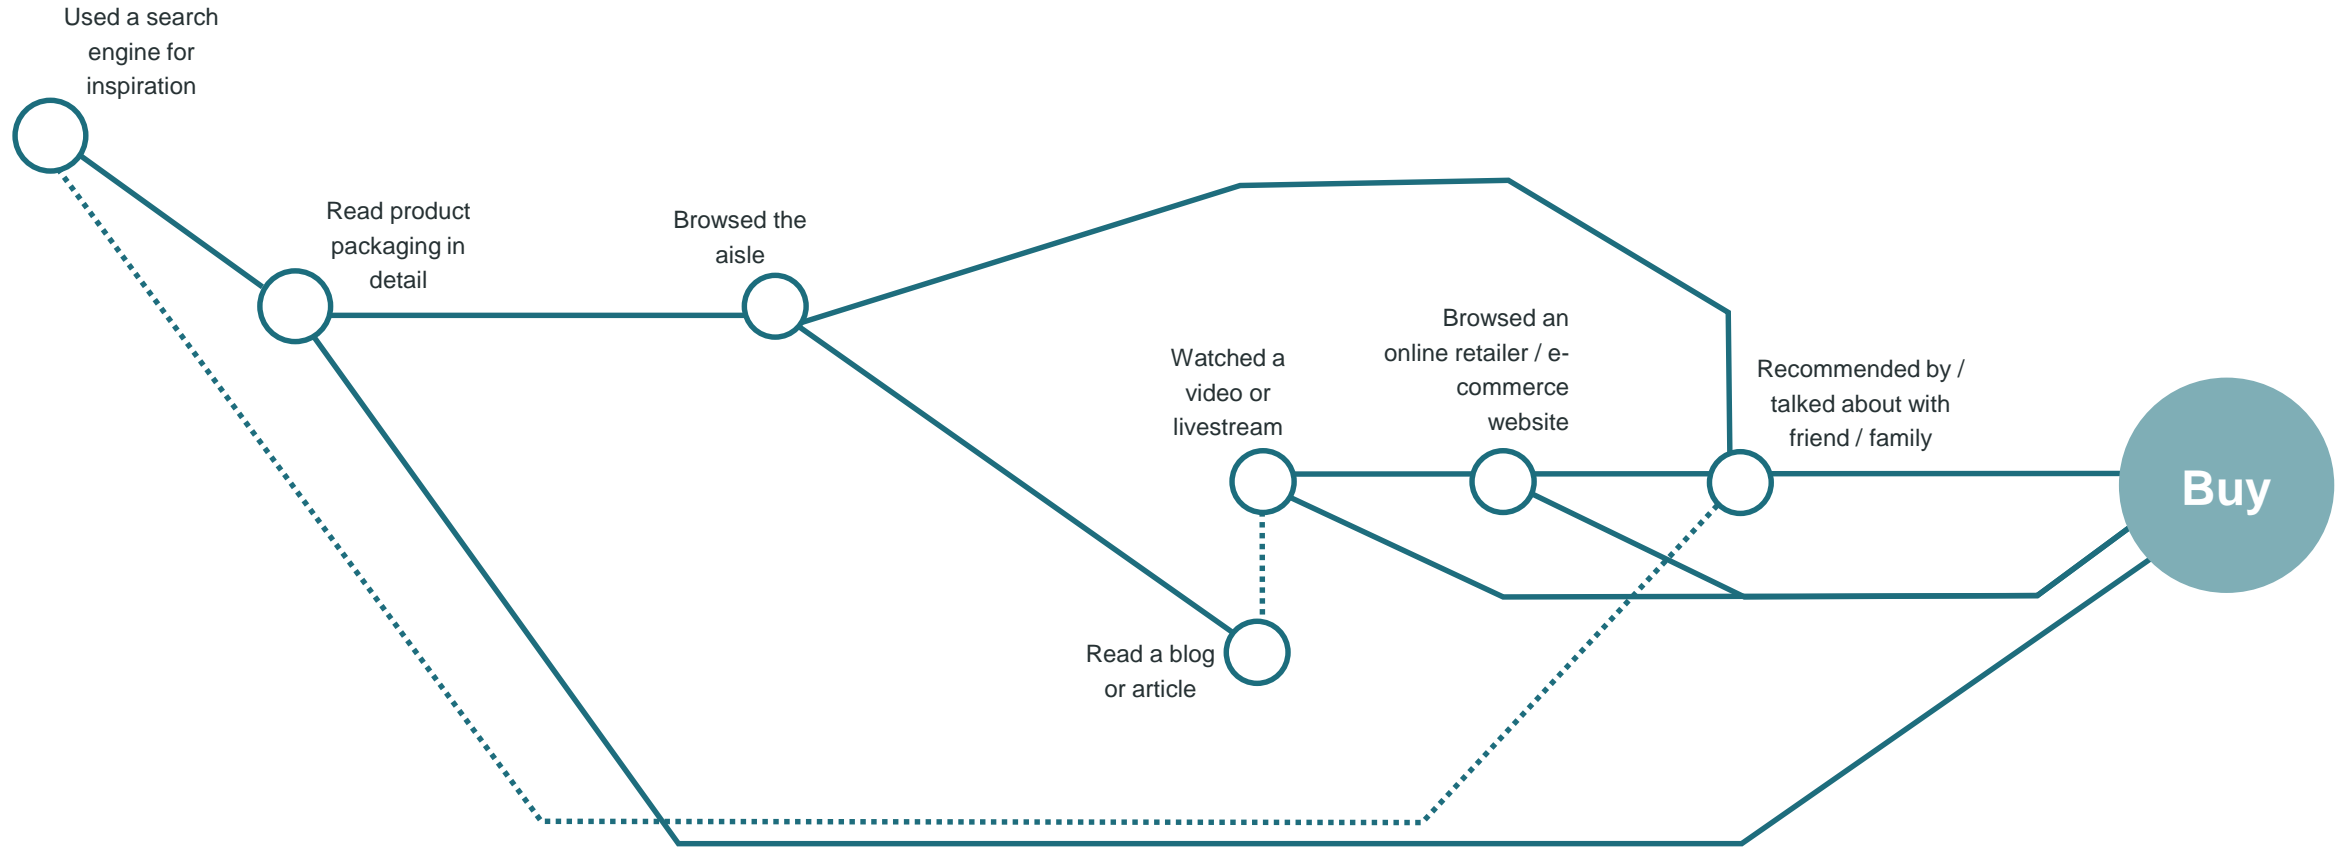 Used a search
engine for
inspiration
Read product
packaging in
detail
Browsed the
aisle
Watched a
video or
livestream
Browsed an
online retailer / e-
commerce
website
Recommended by /
talked about with
friend / family
Buy
Read a blog
or article